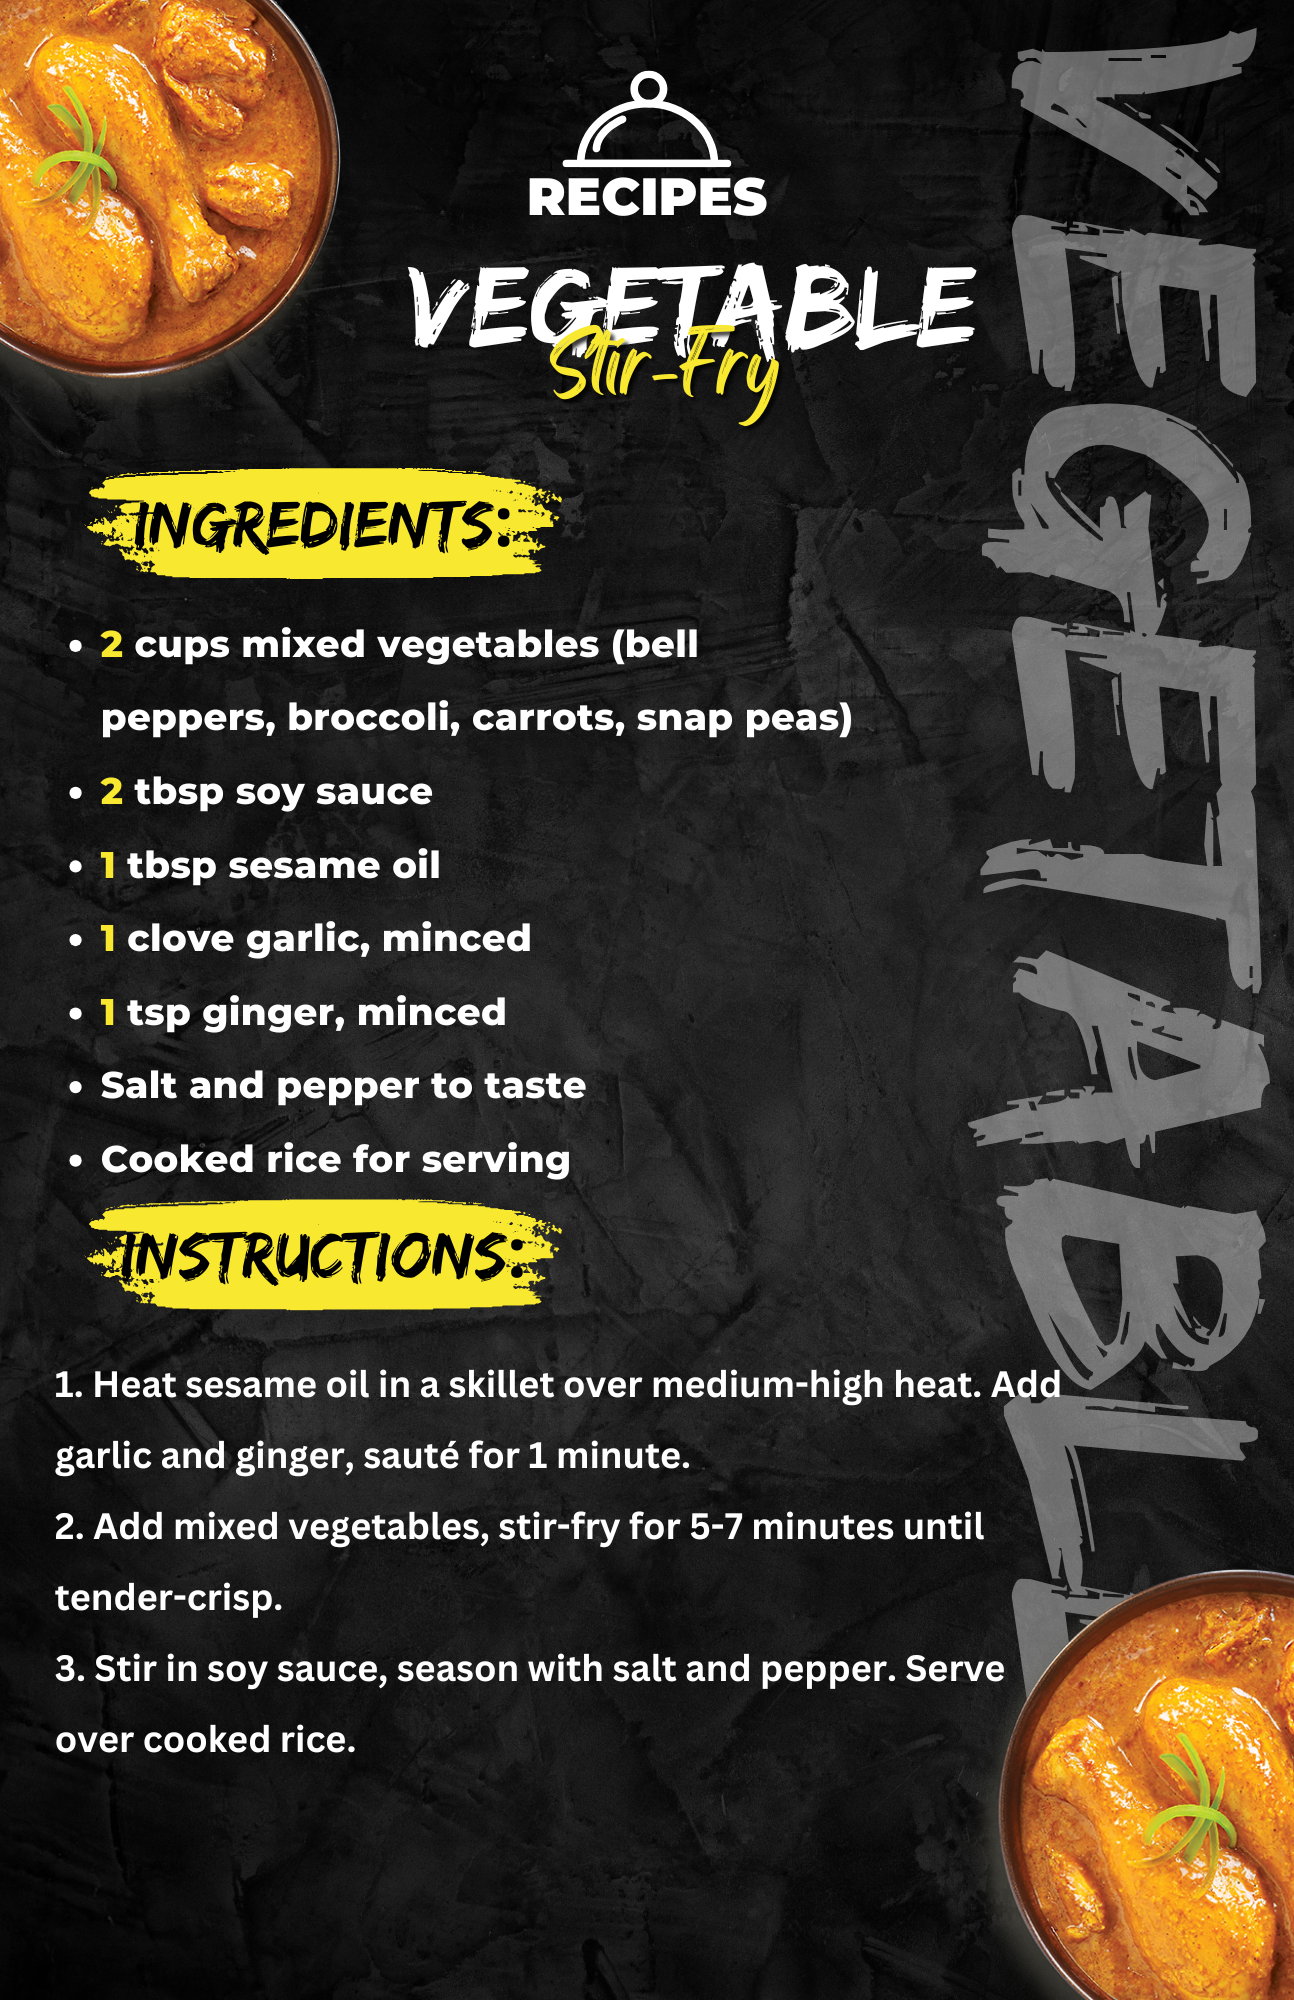 RECIPES
VEGETABLE
Stir-Fry
INGREDIENTS:
• 2 cups mixed vegetables (bell
peppers, broccoli, carrots, snap peas)
• 2 tbsp soy sauce
• 1 tbsp sesame oil
• 1 clove garlic, minced
• 1 tsp ginger, minced
• Salt and pepper to taste
• Cooked rice for serving
INSTRUCTIONS:
1. Heat sesame oil in a skillet over medium-high heat. Add
garlic and ginger, sauté for 1 minute.
2. Add mixed vegetables, stir-fry for 5-7 minutes until
tender-crisp.
3. Stir in soy sauce, season with salt and pepper. Serve
over cooked rice.
VEGETABLE